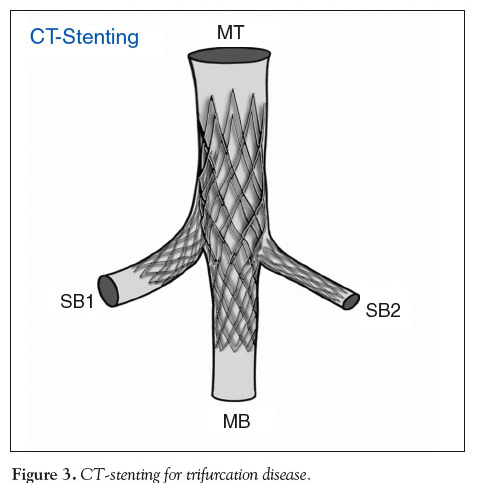 CT-Stenting
MT
SB1
SB2
MB
Figure 3. CT-stenting for trifurcation disease.